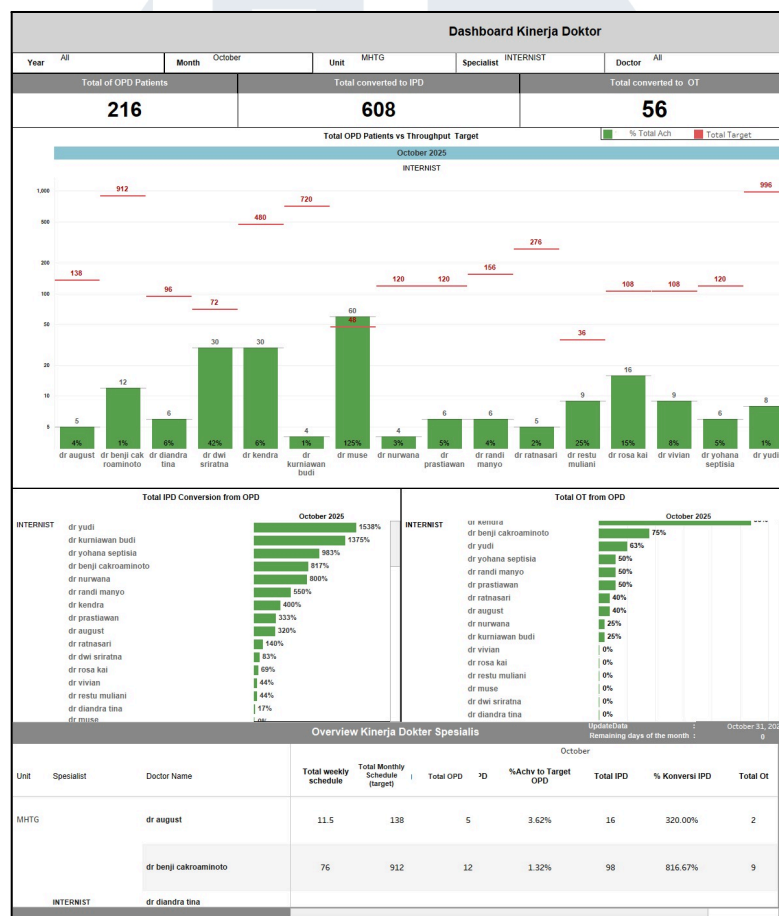 Dashboard Kinerja Doktor
Year All Month October Unit MHTG Specialist INTERNIST Doctor All
Total of OPD Patients Total converted to IPD Total converted to OT
216 608 56
Total OPD Patients vs Throughput Target % Total Ach Total Target
October 2025
INTERNIST
1,000
500
200
100
50
20
10
5
138 912 96 72 480 720 48 120 120 156 276 36 108 108 120 996
5 12 6 30 30 4 60 4 6 6 5 9 16 9 6 8
4% 1% 6% 42% 6% 1% 125% 3% 5% 4% 2% 25% 15% 8% 5% 1%
dr august dr benji cak dr diandra dr dwi dr kendra dr dr muse dr nurwana dr dr randi dr ratnasari dr restu dr rosa kai dr vivian dr yohana dr yudi
roaminoto tina sriratna kurniawan prastiawan manyo muliani septisia
budi
Total IPD Conversion from OPD
October 2025
INTERNIST
dr yudi 1538%
dr kurniawan budi 1375%
dr yohana septisia 983%
dr benji cakroaminoto 817%
dr nurwana 800%
dr randi manyo 550%
dr kendra 400%
dr prastiawan 333%
dr august 320%
dr ratnasari 140%
dr dwi sriratna 83%
dr rosa kai 69%
dr vivian 44%
dr restu muliani 44%
dr diandra tina 17%
dr muse 0%
Total OT from OPD
October 2025
INTERNIST
dr kendra
dr benji cakroaminoto 75%
dr yudi 63%
dr yohana septisia 50%
dr randi manyo 50%
dr prastiawan 50%
dr ratnasari 40%
dr august 40%
dr nurwana 25%
dr kurniawan budi 25%
dr vivian 0%
dr rosa kai 0%
dr restu muliani 0%
dr muse 0%
dr dwi sriratna 0%
dr diandra tina 0%
Overview Kinerja Dokter Spesialis
UpdateData : October 31, 202
Remaining days of the month : 0
October
Unit Spesialist Doctor Name Total weekly schedule Total Monthly Schedule (target) Total OPD PD %Achv to Target OPD Total IPD % Konversi IPD Total Ot
MHTG dr august 11.5 138 5 3.62% 16 320.00% 2
dr benji cakroaminoto 76 912 12 1.32% 98 816.67% 9
INTERNIST dr diandra tina